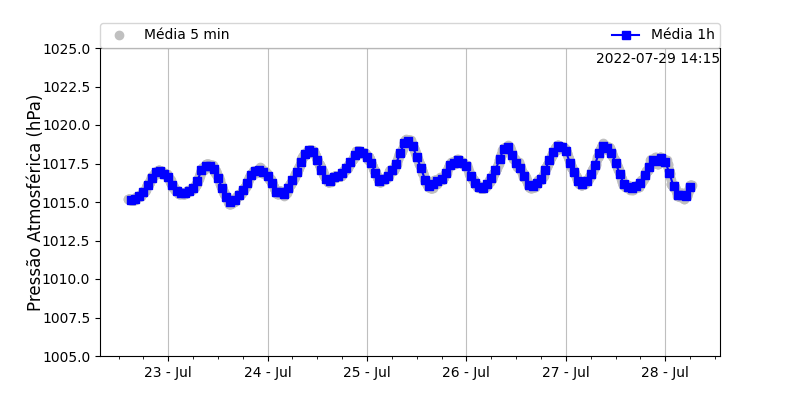 Média 5 min
Média 1h
2022-07-29 14:15
Pressão Atmosférica (hPa)
1025.0
1022.5
1020.0
1017.5
1015.0
1012.5
1010.0
1007.5
1005.0
23 - Jul
24 - Jul
25 - Jul
26 - Jul
27 - Jul
28 - Jul